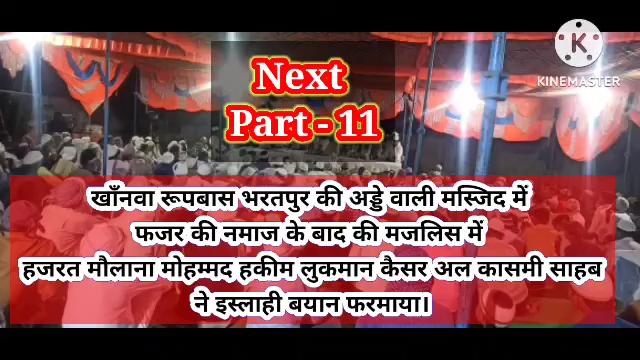 Next
Part - 11
K
KINEMASTER
खाँनवा रूपबास भरतपुर की अड्डे वाली मस्जिद में
फजर की नमाज के बाद की मजलिस में
हजरत मौलाना मोहम्मद हकीम लुकमान कैसर अल कासमी साहब
ने इस्लाही बयान फरमाया।